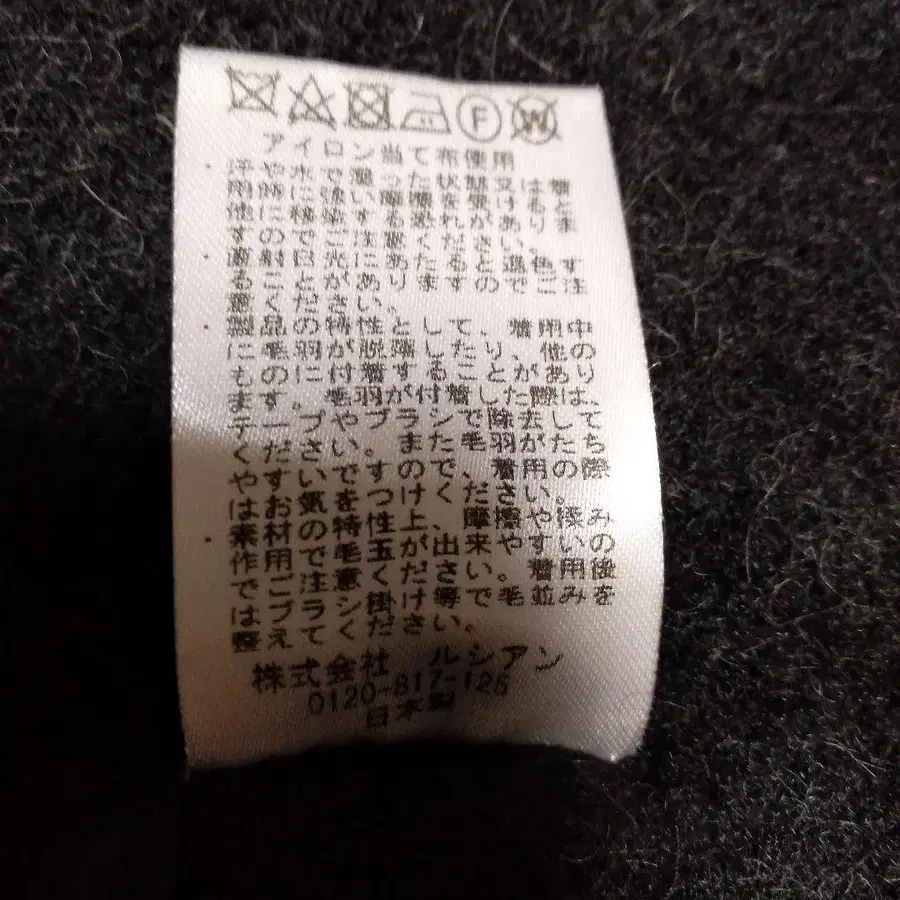 F W
アイロン当て布使用
・汗や水で湿った状態又は着
用時に強い摩擦を受けると
他に移染する恐れがありま
すのでご注意ください。
・直射日光にあたると退色す
ることがありますのでご注
意ください。
・製品の特性として、着用中
に毛羽が脱落したり、他の
ものに付着することがあり
ます。毛羽が付着した際は、
テープやブラシで除去して
ください。また毛羽がたち
やすいですので、着用の際
はお気をつけください。
・素材の特性上、摩擦や揉み
作用で毛玉が出来やすいの
でご注意ください。着用後
はブラシ掛け等で毛並みを
整えてください。
株式会社 ルシアン
0120-817-125
日本製